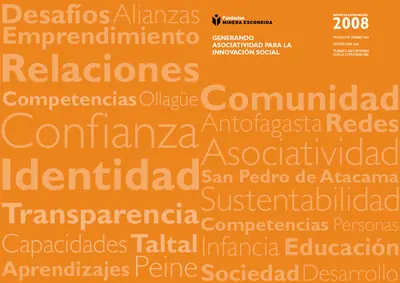 Desafíos Alianzas
Emprendimiento
Relaciones
Competencias Ollagüe
Confianza
Identidad
Transparencia
Capacidades Taltal
Aprendizajes Peine
Fundación
MINERA ESCONDIDA
GENERANDO
ASOCIATIVIDAD PARA LA
INNOVACIÓN SOCIAL
2008
Comunidad
Antofagasta Redes
Asociatividad
San Pedro de Atacama
Sustentabilidad
Competencias Personas
Infancia Educación
Sociedad Desarrollo